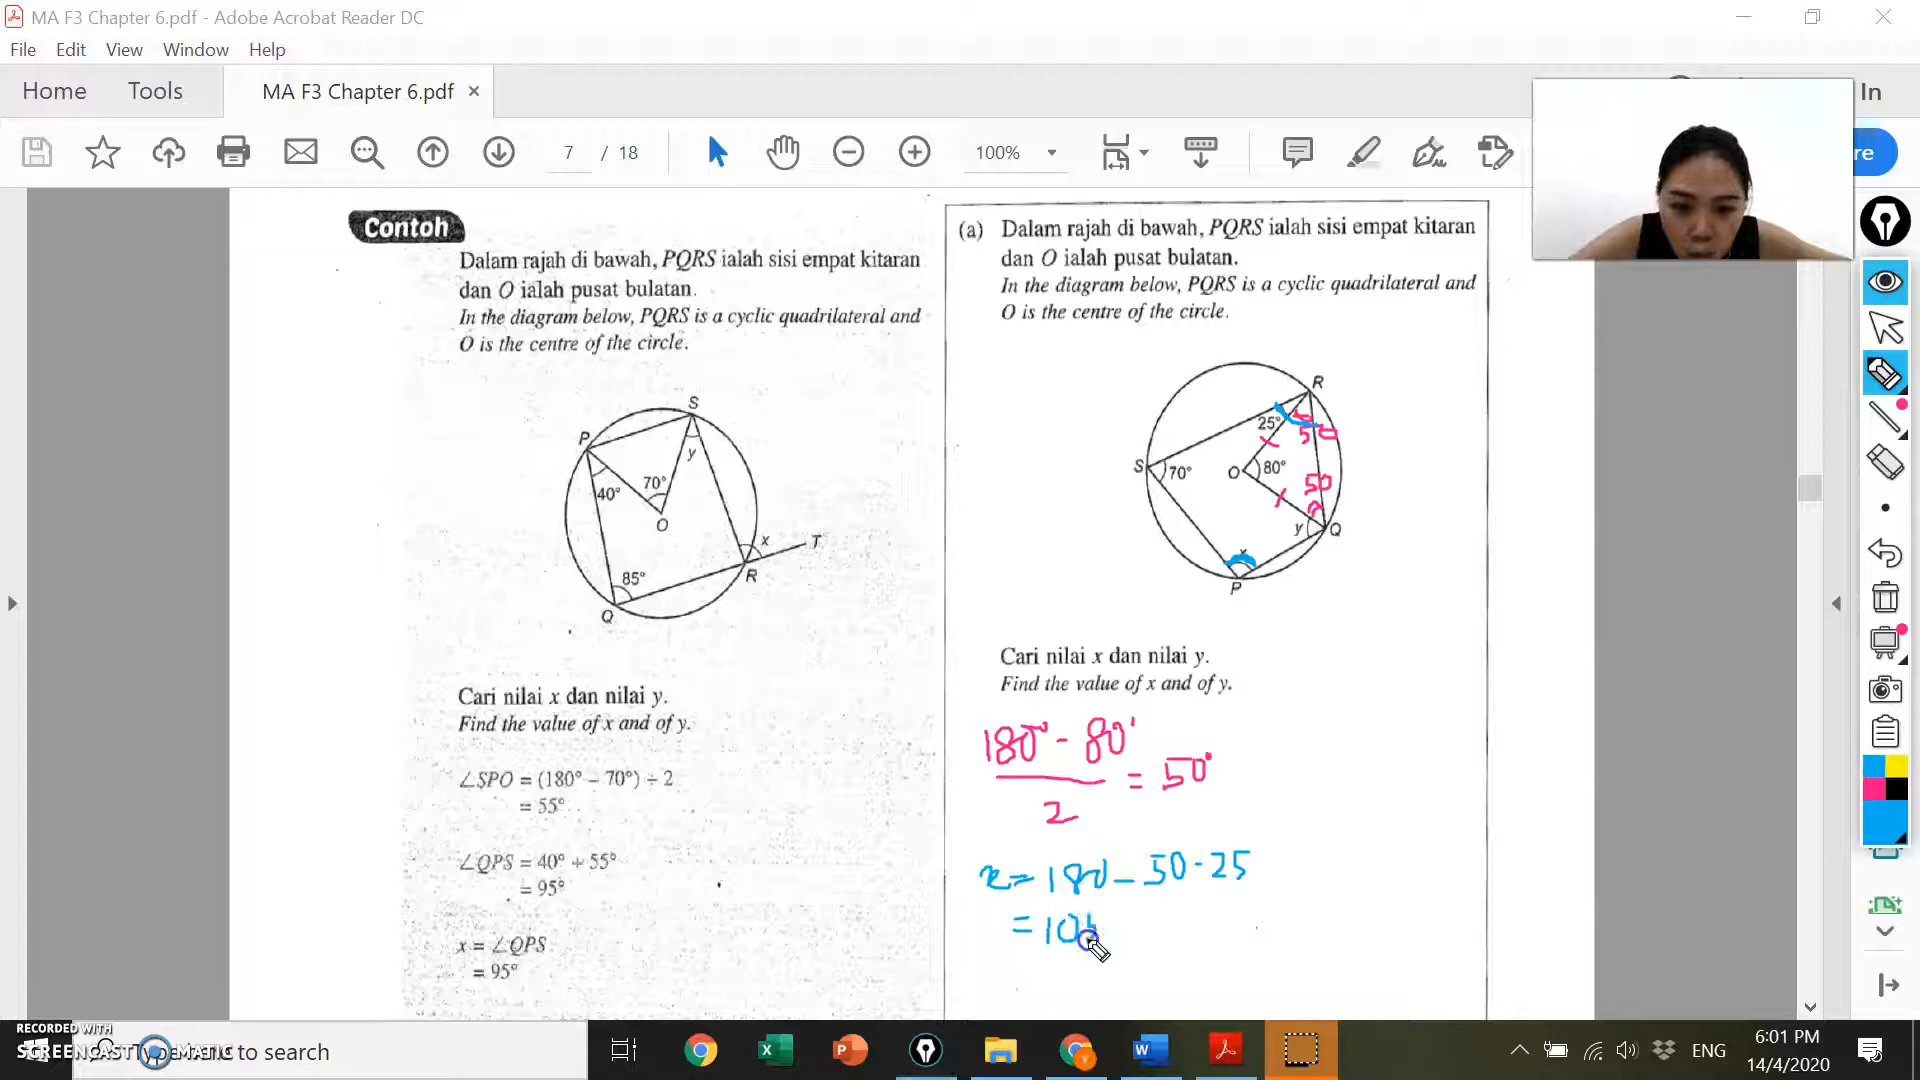 MA F3 Chapter 6.pdf - Adobe Acrobat Reader DC
File Edit View Window Help
Home Tools MA F3 Chapter 6.pdf × In
7 / 18 100% re
Contoh
Dalam rajah di bawah, PQRS ialah sisi empat kitaran
dan O ialah pusat bulatan.
In the diagram below, PQRS is a cyclic quadrilateral and
O is the centre of the circle.
S
P
y
70°
40°
O
x T
85°
R
Q
Cari nilai x dan nilai y.
Find the value of x and of y.
∠SPO = (180° – 70°) ÷ 2
= 55°
∠QPS = 40° + 55°
= 95°
x = ∠QPS
= 95°
(a) Dalam rajah di bawah, PQRS ialah sisi empat kitaran
dan O ialah pusat bulatan.
In the diagram below, PQRS is a cyclic quadrilateral and
O is the centre of the circle.
R
25°
50
S 70° O 80°
50
y Q
P
Cari nilai x dan nilai y.
Find the value of x and of y.
180° - 80°
2
= 50°
x = 180 - 50 - 25
= 10
RECORDED WITH
SCREENCAST MATIC
to search
ENG
6:01 PM
14/4/2020